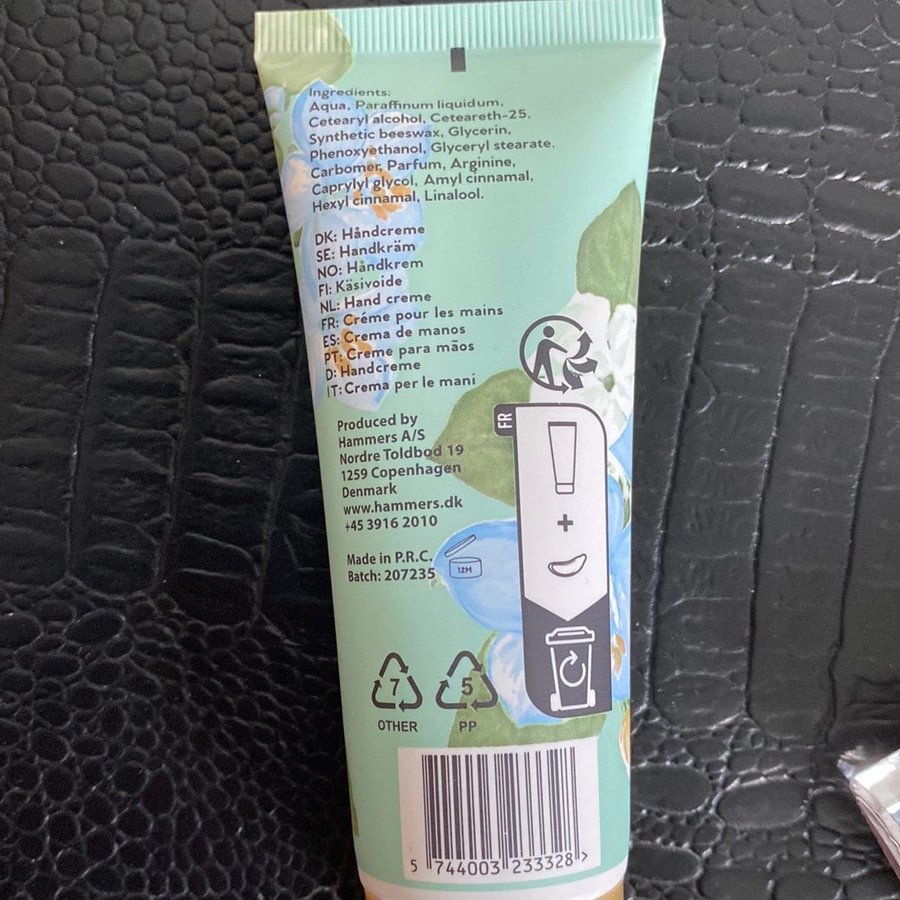 Ingredients:
Aqua, Paraffinum liquidum,
Cetearyl alcohol, Ceteareth-25,
Synthetic beeswax, Glycerin,
Phenoxyethanol, Glyceryl stearate,
Carbomer, Parfum, Arginine,
Caprylyl glycol, Amyl cinnamal,
Hexyl cinnamal, Linalool.
DK: Håndcreme
SE: Handkräm
NO: Håndkrem
FI: Käsivoide
NL: Hand creme
FR: Créme pour les mains
ES: Crema de manos
PT: Creme para mãos
D: Handcreme
IT: Crema per le mani
Produced by
Hammers A/S
Nordre Toldbod 19
1259 Copenhagen
Denmark
www.hammers.dk
+45 3916 2010
Made in P.R.C.
Batch: 207235
12M
FR
+
7
OTHER
5
PP
5 744003 233328 >